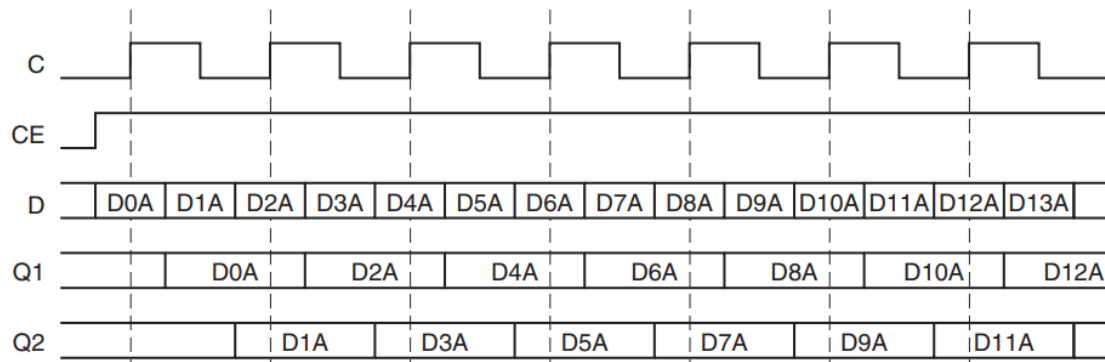 C
CE
D D0A D1A D2A D3A D4A D5A D6A D7A D8A D9A D10A D11A D12A D13A
Q1 D0A D2A D4A D6A D8A D10A D12A
Q2 D1A D3A D5A D7A D9A D11A